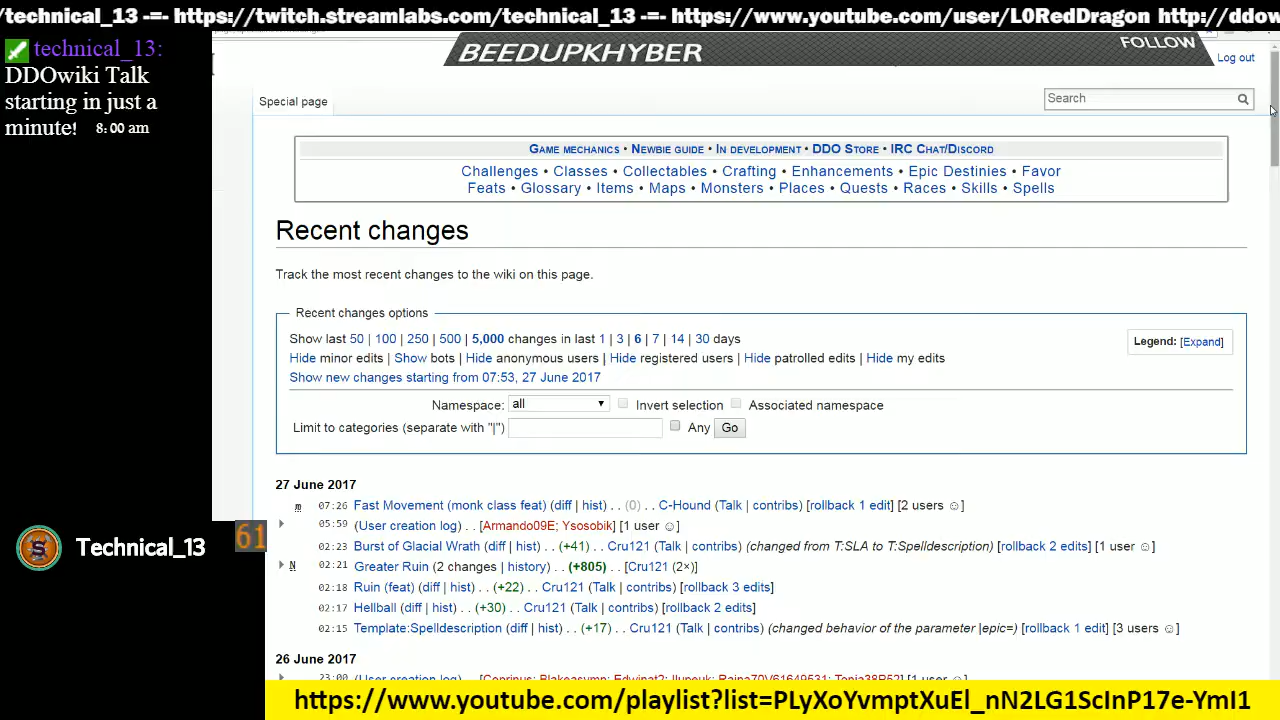 /technical_13 -=- https://twitch.streamlabs.com/technical_13 -=- https://www.youtube.com/user/L0RedDragon http://ddow
technical_13:
DDOwiki Talk
starting in just a
minute! 8:00 am
BEEDUPKHYBER
FOLLOW
Log out
Special page
Search
Game mechanics • Newbie guide • In development • DDO Store • IRC Chat/Discord
Challenges • Classes • Collectables • Crafting • Enhancements • Epic Destinies • Favor
Feats • Glossary • Items • Maps • Monsters • Places • Quests • Races • Skills • Spells
Recent changes
Track the most recent changes to the wiki on this page.
Recent changes options
Show last 50 | 100 | 250 | 500 | 5,000 changes in last 1 | 3 | 6 | 7 | 14 | 30 days
Legend: [Expand]
Hide minor edits | Show bots | Hide anonymous users | Hide registered users | Hide patrolled edits | Hide my edits
Show new changes starting from 07:53, 27 June 2017
Namespace: all Invert selection Associated namespace
Limit to categories (separate with "|") Any Go
27 June 2017
m 07:26 Fast Movement (monk class feat) (diff | hist) . . (0) . . C-Hound (Talk | contribs) [rollback 1 edit] [2 users ☺]
05:59 (User creation log) . . [Armando09E; Ysosobik] [1 user ☺]
02:23 Burst of Glacial Wrath (diff | hist) . . (+41) . . Cru121 (Talk | contribs) (changed from T:SLA to T:Spelldescription) [rollback 2 edits] [1 user ☺]
N 02:21 Greater Ruin (2 changes | history) . . (+805) . . [Cru121 (2×)]
02:18 Ruin (feat) (diff | hist) . . (+22) . . Cru121 (Talk | contribs) [rollback 3 edits]
02:17 Hellball (diff | hist) . . (+30) . . Cru121 (Talk | contribs) [rollback 2 edits]
02:15 Template:Spelldescription (diff | hist) . . (+17) . . Cru121 (Talk | contribs) (changed behavior of the parameter |epic=) [rollback 1 edit] [3 users ☺]
26 June 2017
23:00 (User creation log) . . [1 user ☺]
Technical_13
61
https://www.youtube.com/playlist?list=PLyXoYvmptXuEl_nN2LG1ScInP17e-YmI1